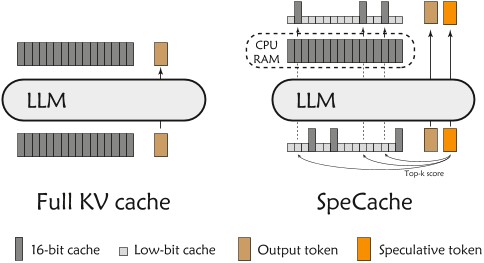 CPU
RAM
LLM
LLM
Top-k score
Full KV cache
SpeCache
16-bit cache
Low-bit cache
Output token
Speculative token